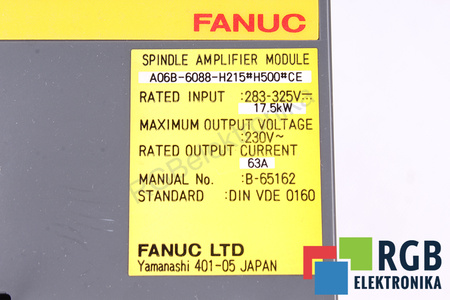 FANUC
SPINDLE AMPLIFIER MODULE
A06B-6088-H215#H500#CE
RATED INPUT :283-325V⎓
17.5kW
MAXIMUM OUTPUT VOLTAGE
:230V~
RATED OUTPUT CURRENT
63A
MANUAL No. :B-65162
STANDARD :DIN VDE 0160
FANUC LTD
Yamanashi 401-05 JAPAN
RGBelektronika
RGB
ELEKTRONIKA